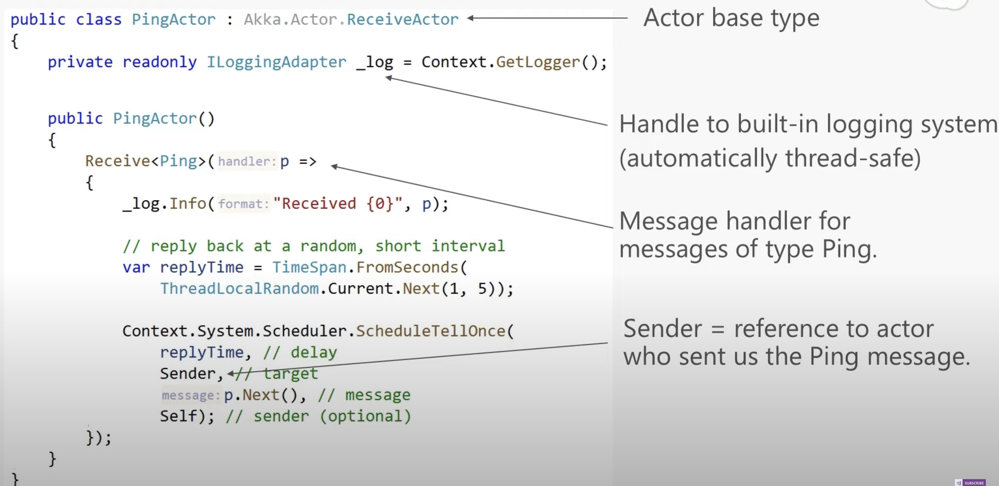 public class PingActor : Akka.Actor.ReceiveActor
{
    private readonly ILoggingAdapter _log = Context.GetLogger();
    public PingActor()
    {
        Receive<Ping>(handler: p =>
        {
            _log.Info(format: "Received {0}", p);
            // reply back at a random, short interval
            var replyTime = TimeSpan.FromSeconds(
                ThreadLocalRandom.Current.Next(1, 5));
            Context.System.Scheduler.ScheduleTellOnce(
                replyTime, // delay
                Sender, // target
                message: p.Next(), // message
                Self); // sender (optional)
        });
    }
}
Actor base type
Handle to built-in logging system
(automatically thread-safe)
Message handler for
messages of type Ping.
Sender = reference to actor
who sent us the Ping message.
SUBSCRIBE